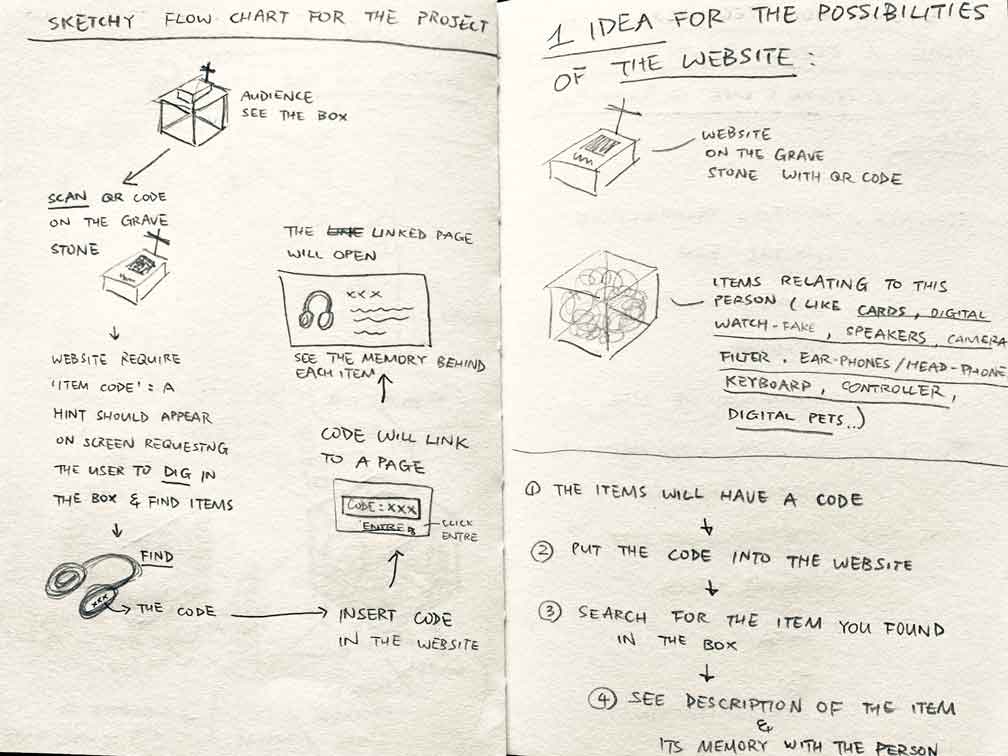 SKETCHY FLOW CHART FOR THE PROJECT
AUDIENCE
SEE THE BOX
SCAN QR CODE
ON THE GRAVE
STONE
WEBSITE REQUIRE
'ITEM CODE' : A
HINT SHOULD APPEAR
ON SCREEN REQUESTNG
THE USER TO DIG IN
THE BOX & FIND ITEMS
FIND
xxx
THE CODE
INSERT CODE
IN THE WEBSITE
CODE WILL LINK
TO A PAGE
CODE : XXX
ENTRE
CLICK
ENTRE
THE LINK LINKED PAGE
WILL OPEN
xxx
SEE THE MEMORY BEHIND
EACH ITEM
1 IDEA FOR THE POSSIBILITIES
OF THE WEBSITE :
WEBSITE
ON THE GRAVE
STONE WITH QR CODE
ITEMS RELATING TO THIS
PERSON ( LIKE CARDS , DIGITAL
WATCH-FAKE , SPEAKERS , CAMERA
FILTER , EAR-PHONES / HEAD-PHONE
KEYBOARD , CONTROLLER ,
DIGITAL PETS..)
① THE ITEMS WILL HAVE A CODE
② PUT THE CODE INTO THE WEBSITE
③ SEARCH FOR THE ITEM YOU FOUND
IN THE BOX
④ SEE DESCRIPTION OF THE ITEM
&
ITS MEMORY WITH THE PERSON